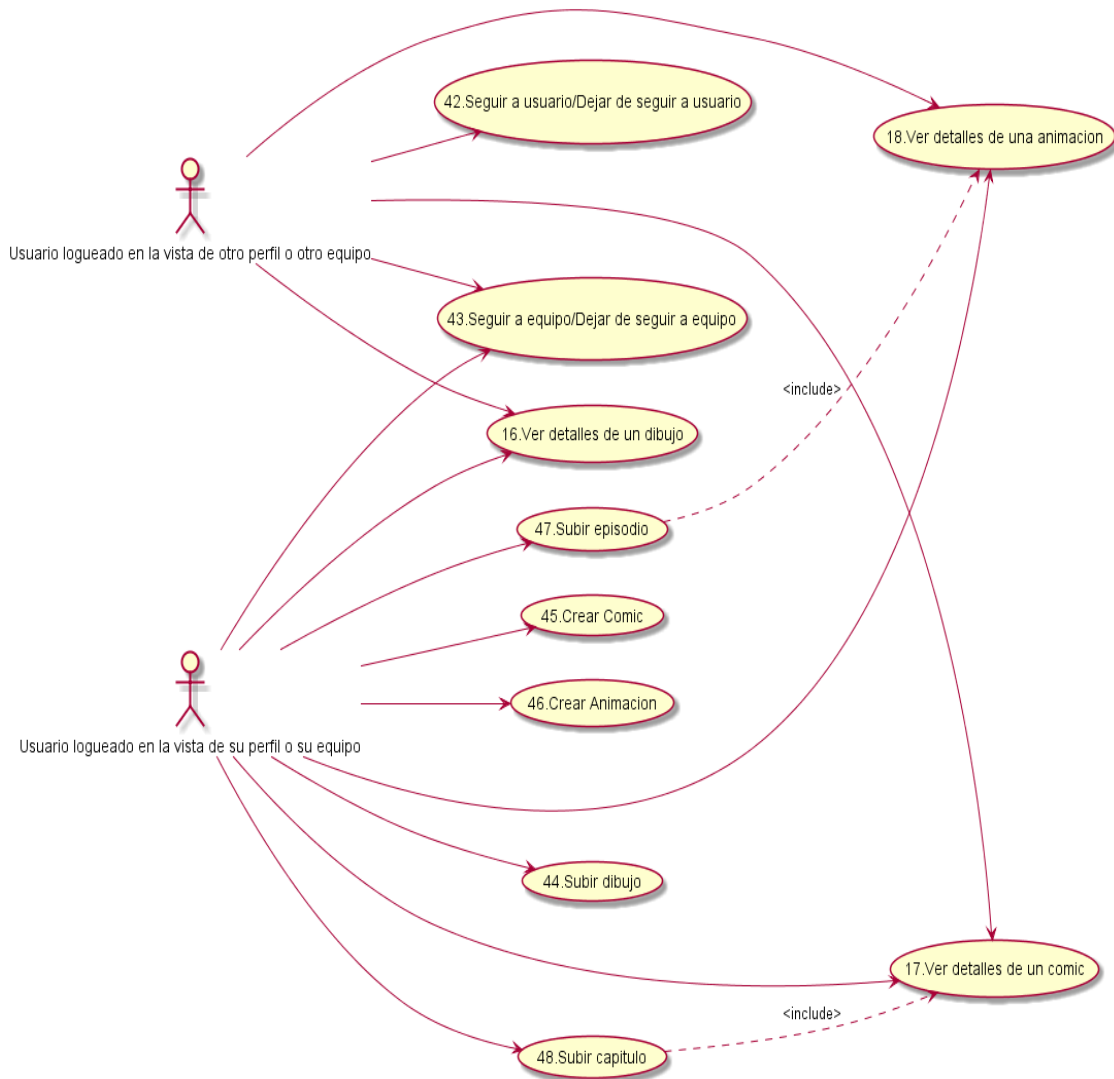 42.Seguir a usuario/Dejar de seguir a usuario
18.Ver detalles de una animacion
Usuario logueado en la vista de otro perfil o otro equipo
43.Seguir a equipo/Dejar de seguir a equipo
<include>
16.Ver detalles de un dibujo
47.Subir episodio
45.Crear Comic
46.Crear Animacion
Usuario logueado en la vista de su perfil o su equipo
44.Subir dibujo
17.Ver detalles de un comic
<include>
48.Subir capitulo